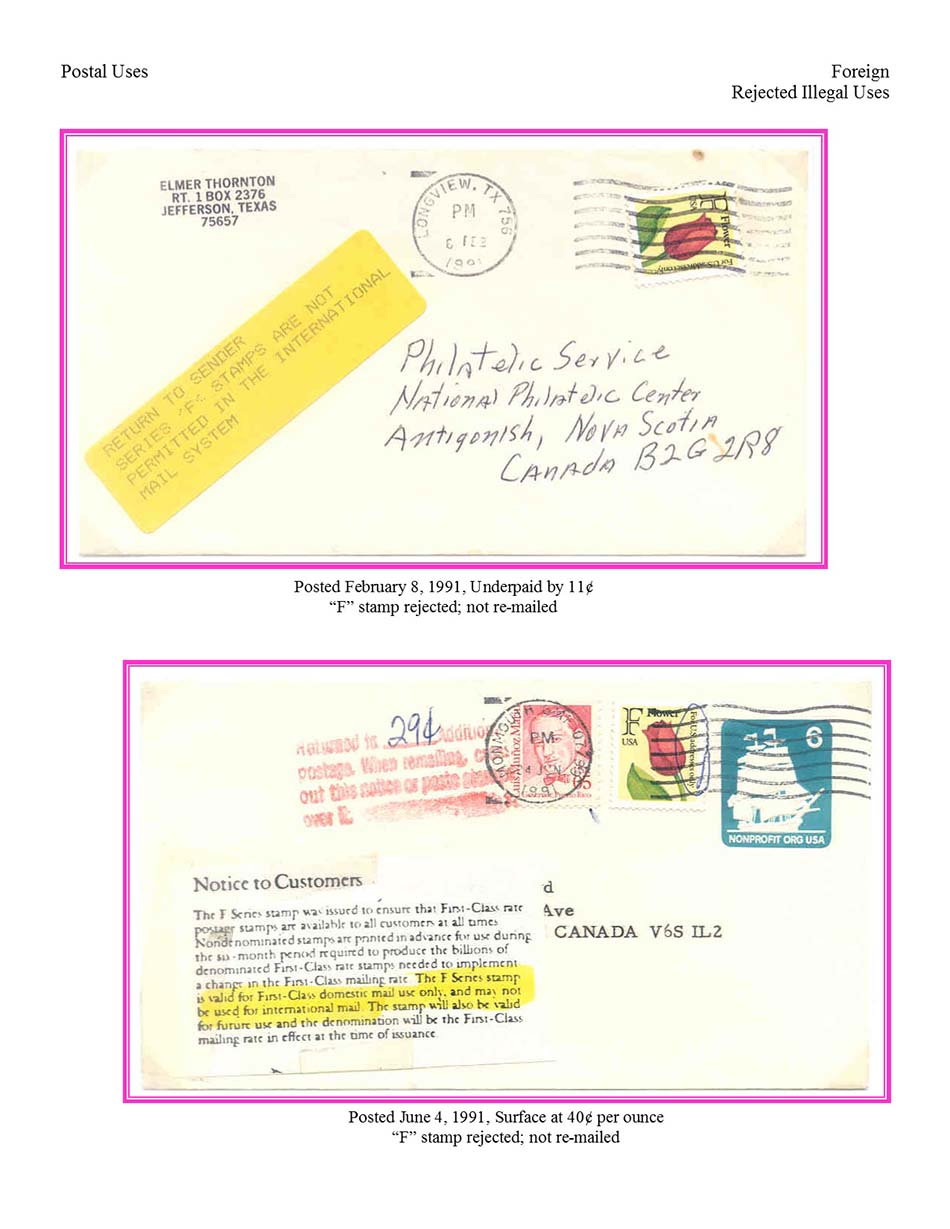 Postal Uses
Foreign
Rejected Illegal Uses
ELMER THORNTON
RT. 1 BOX 2376
JEFFERSON, TEXAS
75657
LONGVIEW, TX 756
PM
8 FEB
1991
F Flower
USA
For U.S. addresses only
RETURN TO SENDER
SERIES "F" STAMPS ARE NOT
PERMITTED IN THE INTERNATIONAL
MAIL SYSTEM
Philatelic Service
National Philatelic Center
Antigonish, Nova Scotia
Canada B2G 2R8
Posted February 8, 1991, Underpaid by 11¢
“F” stamp rejected; not re-mailed
Returned for 29¢ Additional
postage. When remailing,
out this notice or paste
over it.
PM
1991
Luis Muñoz Marín
Governor, Puerto Rico
F Flower
USA
For U.S. addresses only
6
NONPROFIT ORG USA
Notice to Customers
The F Series stamp was issued to ensure that First-Class rate
postage stamps are available to all customers at all times
Nondenominated stamps are printed in advance for use during
the six-month period required to produce the billions of
denominated First-Class rate stamps needed to implement
a change in the First-Class mailing rate. The F Series stamp
is valid for First-Class domestic mail use only, and may not
be used for international mail. The stamp will also be valid
for future use and the denomination will be the First-Class
mailing rate in effect at the time of issuance.
d
Ave
CANADA V6S IL2
Posted June 4, 1991, Surface at 40¢ per ounce
“F” stamp rejected; not re-mailed